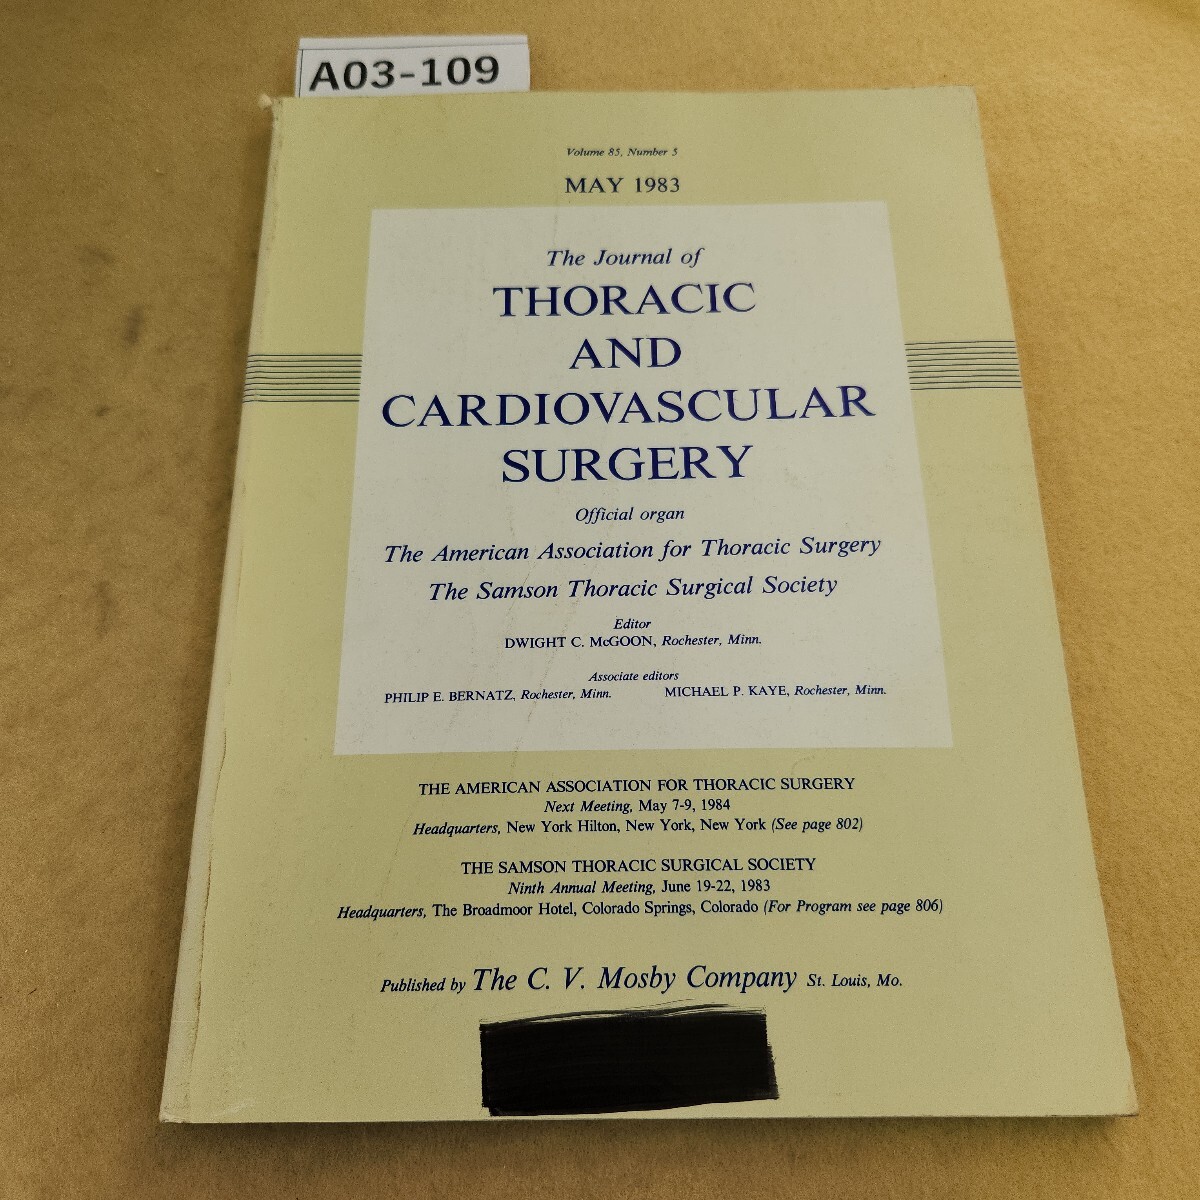 A03-109
Volume 85, Number 5
MAY 1983
The Journal of
THORACIC
AND
CARDIOVASCULAR
SURGERY
Official organ
The American Association for Thoracic Surgery
The Samson Thoracic Surgical Society
Editor
DWIGHT C. McGOON, Rochester, Minn.
Associate editors
PHILIP E. BERNATZ, Rochester, Minn. MICHAEL P. KAYE, Rochester, Minn.
THE AMERICAN ASSOCIATION FOR THORACIC SURGERY
Next Meeting, May 7-9, 1984
Headquarters, New York Hilton, New York, New York (See page 802)
THE SAMSON THORACIC SURGICAL SOCIETY
Ninth Annual Meeting, June 19-22, 1983
Headquarters, The Broadmoor Hotel, Colorado Springs, Colorado (For Program see page 806)
Published by The C. V. Mosby Company St. Louis, Mo.